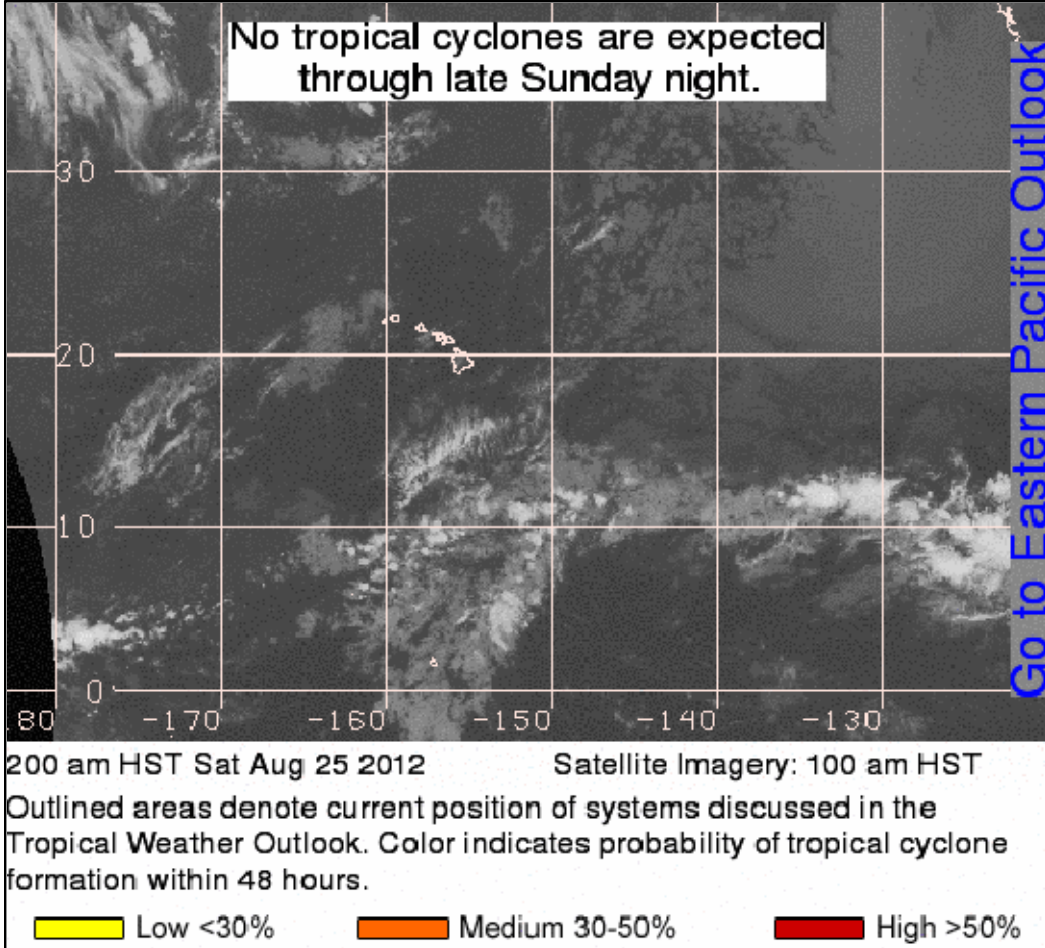 No tropical cyclones are expected
through late Sunday night.
Go to Eastern Pacific Outlook
30
20
10
0
.80 -170 -160 -150 -140 -130
200 am HST Sat Aug 25 2012 Satellite Imagery: 100 am HST
Outlined areas denote current position of systems discussed in the
Tropical Weather Outlook. Color indicates probability of tropical cyclone
formation within 48 hours.
Low <30% Medium 30-50% High >50%